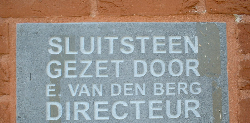 SLUITSTEEN
GEZET DOOR
E. VAN DEN BERG
DIRECTEUR